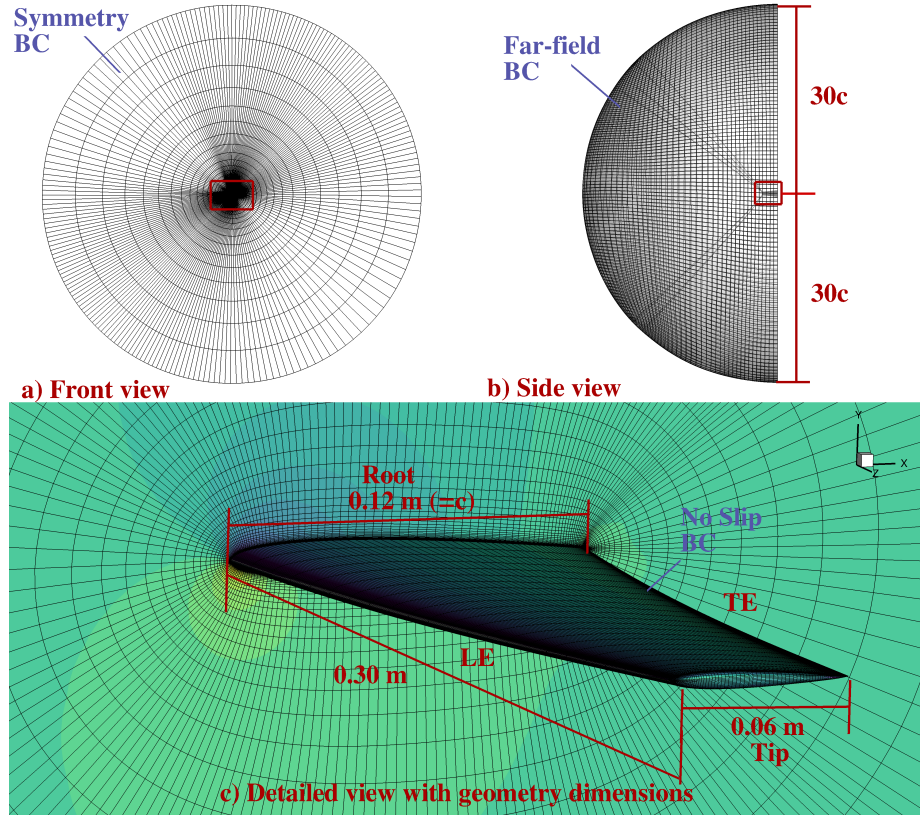 Symmetry
BC
Far-field
BC
30c
30c
a) Front view
b) Side view
Y
X
Z
Root
0.12 m (=c)
No Slip
BC
TE
LE
0.30 m
0.06 m
Tip
c) Detailed view with geometry dimensions